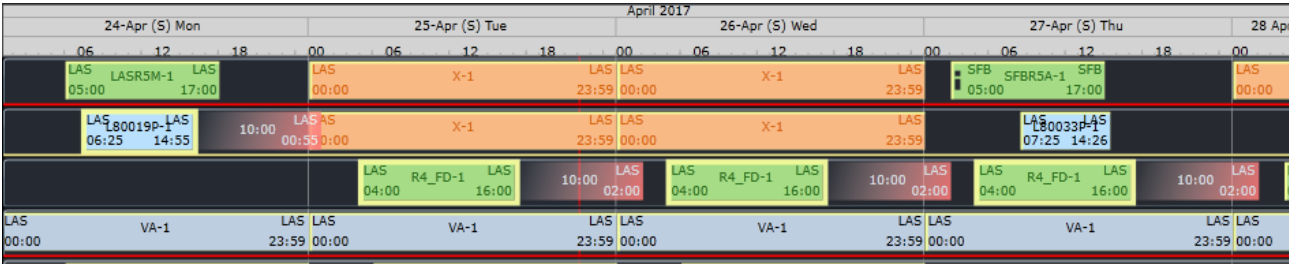 April 2017
24-Apr (S) Mon 25-Apr (S) Tue 26-Apr (S) Wed 27-Apr (S) Thu 28 Apr
06 12 18 00 06 12 18 00 06 12 18 00 06 12 18 00
LAS LASR5M-1 LAS LAS X-1 LAS LAS X-1 LAS SFB SFBR5A-1 SFB LAS
05:00 17:00 00:00 23:59 00:00 23:59 05:00 17:00 00:00
LAS L80019P-1 LAS 10:00 LAS AS X-1 LAS LAS X-1 LAS LAS L80033P-1 LAS
06:25 14:55 00:55 0:00 23:59 00:00 23:59 07:25 14:26
LAS R4_FD-1 LAS 10:00 LAS LAS R4_FD-1 LAS 10:00 LAS LAS R4_FD-1 LAS 10:00 LAS
04:00 16:00 02:00 04:00 16:00 02:00 04:00 16:00 02:00
LAS VA-1 LAS LAS VA-1 LAS LAS VA-1 LAS LAS VA-1 LAS LAS
00:00 23:59 00:00 23:59 00:00 23:59 00:00 23:59 00:00